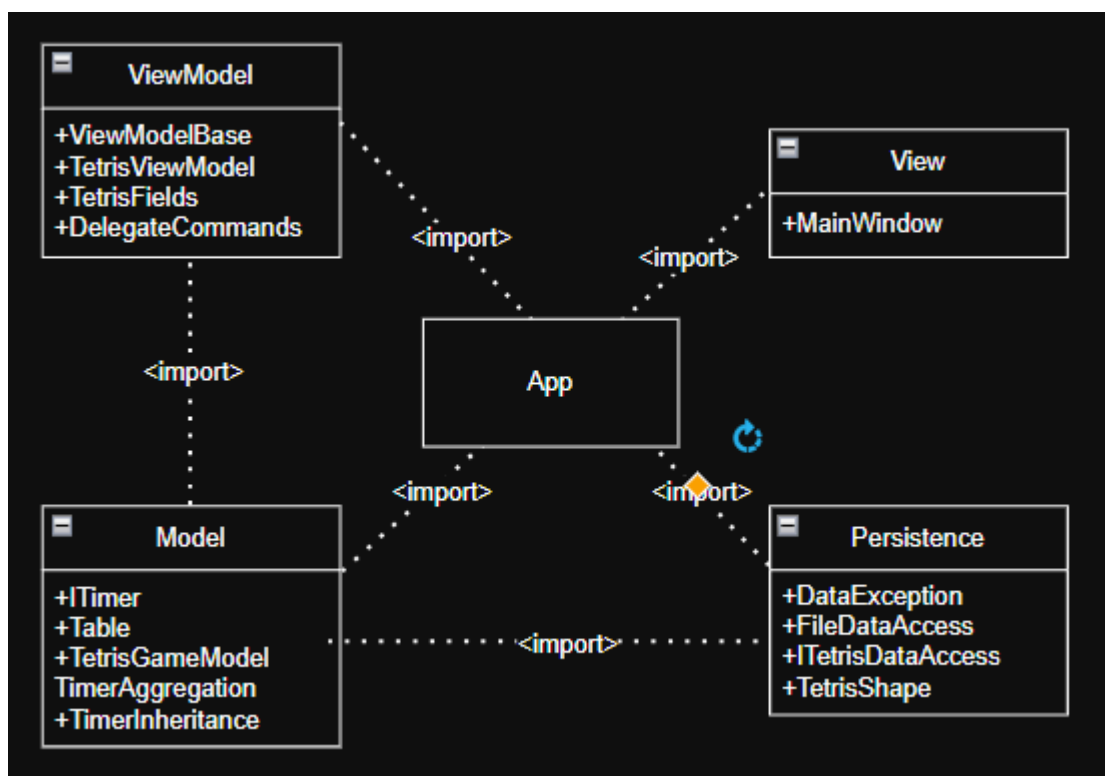 ViewModel
+ViewModelBase
+TetrisViewModel
+TetrisFields
+DelegateCommands
View
+MainWindow
<import>
<import>
<import>
App
<import>
<import>
Model
+ITimer
+Table
+TetrisGameModel
TimerAggregation
+TimerInheritance
<import>
Persistence
+DataException
+FileDataAccess
+ITetrisDataAccess
+TetrisShape